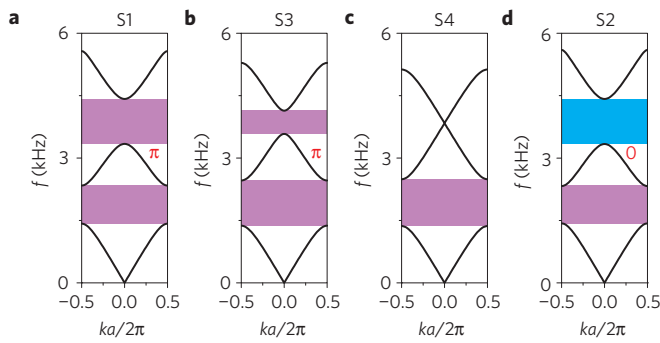 a S1 b S3 c S4 d S2
6 6 6 6
f (kHz) f (kHz) f (kHz) f (kHz)
π π 0
3 3 3 3
0 0 0 0
−0.5 0.0 0.5 −0.5 0.0 0.5 −0.5 0.0 0.5 −0.5 0.0 0.5
ka/2π ka/2π ka/2π ka/2π